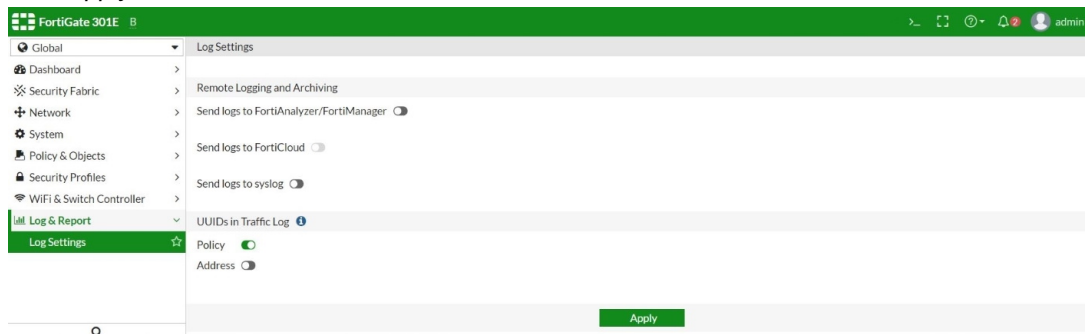 FortiGate 301E B
>_ admin
2
Global
Log Settings
Dashboard
Security Fabric
Remote Logging and Archiving
Network
Send logs to FortiAnalyzer/FortiManager
System
Send logs to FortiCloud
Policy & Objects
Security Profiles
Send logs to syslog
WiFi & Switch Controller
Log & Report
UUIDs in Traffic Log
Log Settings
Policy
Address
Apply